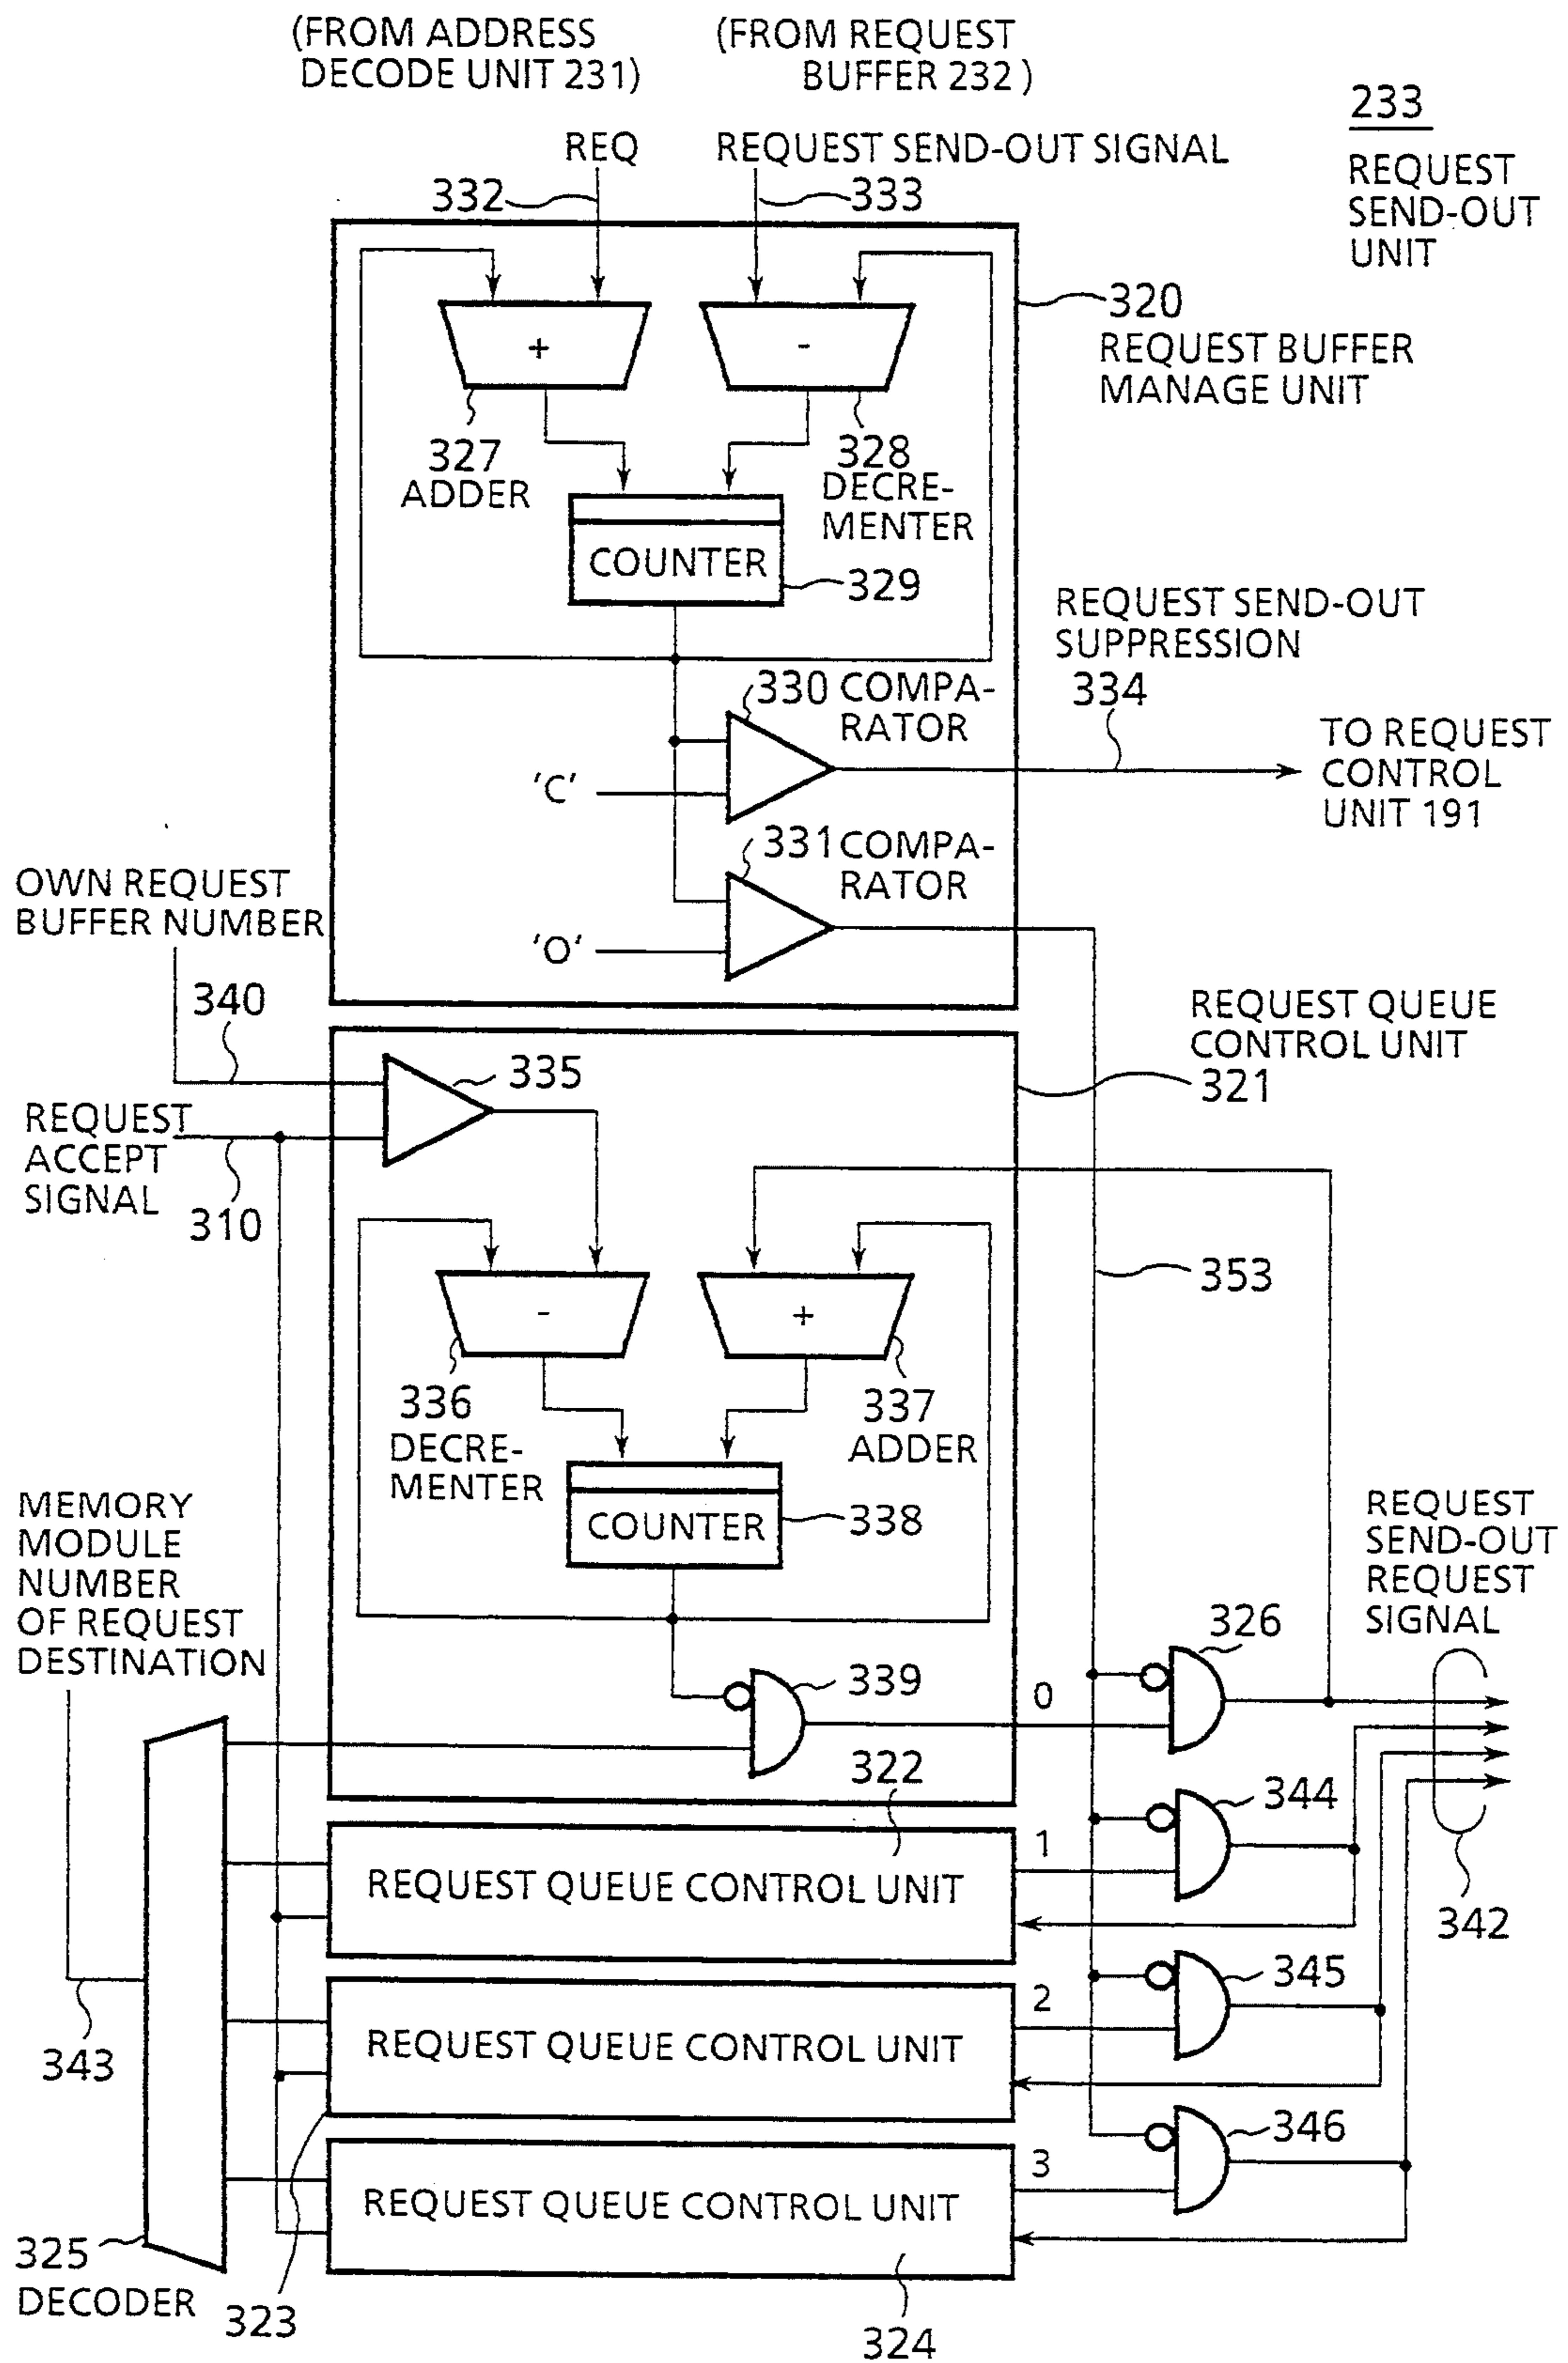 (FROM ADDRESS
DECODE UNIT 231)
(FROM REQUEST
BUFFER 232)
233
REQUEST
SEND-OUT
UNIT
REQ
REQUEST SEND-OUT SIGNAL
332
333
320
REQUEST BUFFER
MANAGE UNIT
+
-
327
ADDER
328
DECRE-
MENTER
COUNTER
329
REQUEST SEND-OUT
SUPPRESSION
334
330 COMPA-
RATOR
'C'
TO REQUEST
CONTROL
UNIT 191
331 COMPA-
RATOR
'O'
OWN REQUEST
BUFFER NUMBER
340
REQUEST QUEUE
CONTROL UNIT
321
335
REQUEST
ACCEPT
SIGNAL
310
353
-
+
336
DECRE-
MENTER
337
ADDER
COUNTER
338
MEMORY
MODULE
NUMBER
OF REQUEST
DESTINATION
REQUEST
SEND-OUT
REQUEST
SIGNAL
326
339
0
322
344
1
REQUEST QUEUE CONTROL UNIT
342
345
2
REQUEST QUEUE CONTROL UNIT
343
346
3
REQUEST QUEUE CONTROL UNIT
325
DECODER
323
324